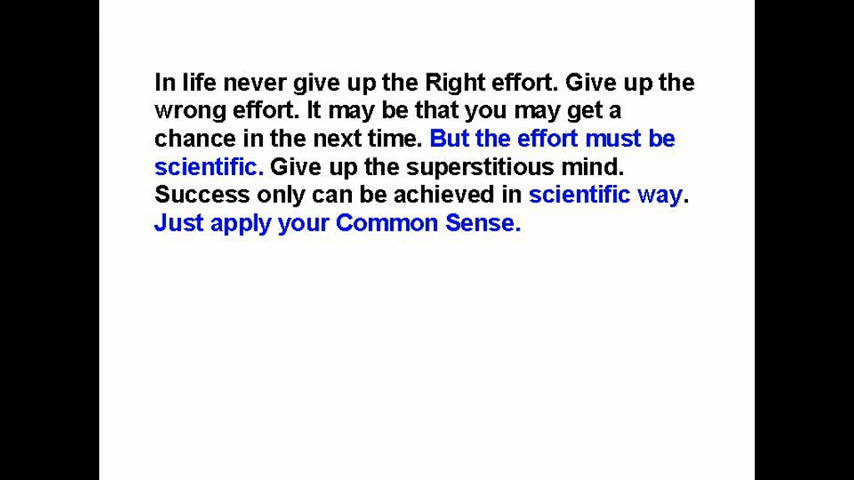 In life never give up the Right effort. Give up the
wrong effort. It may be that you may get a
chance in the next time. But the effort must be
scientific. Give up the superstitious mind.
Success only can be achieved in scientific way.
Just apply your Common Sense.